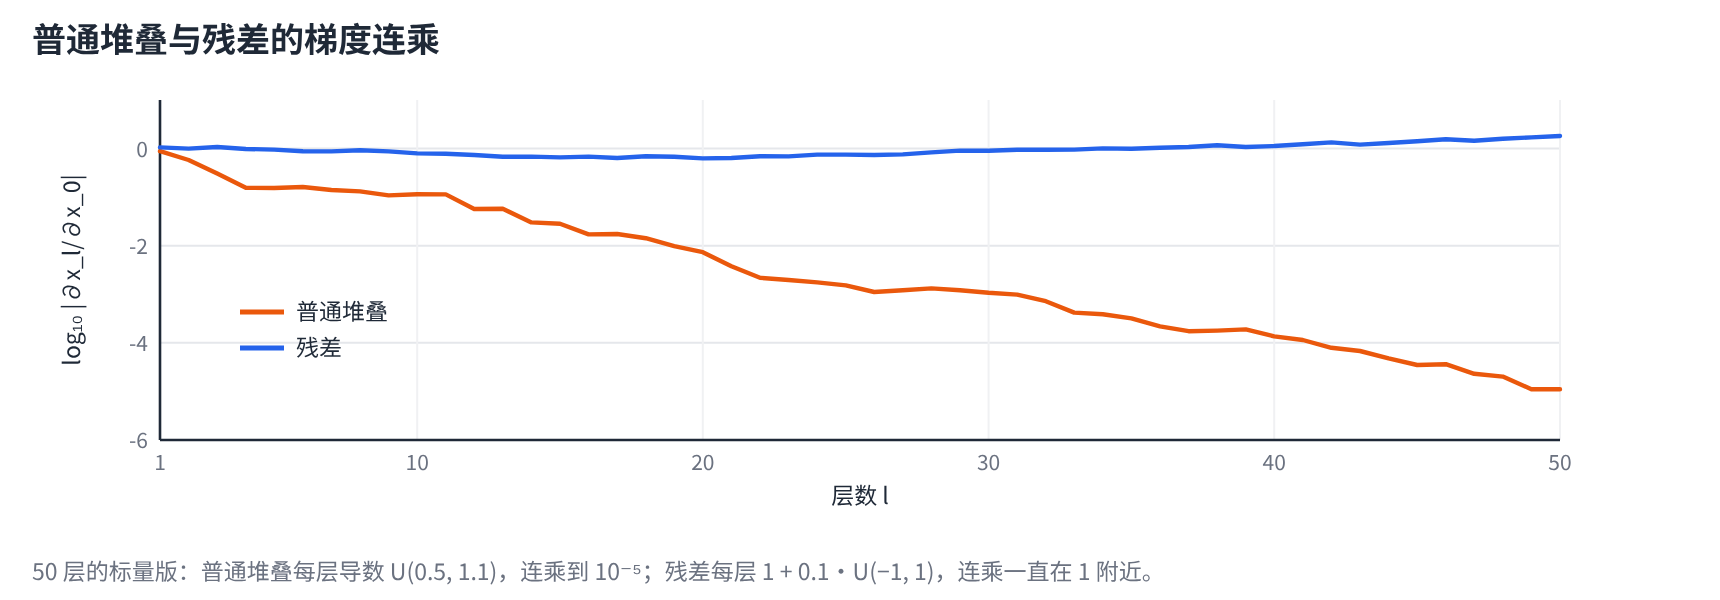 普通堆叠与残差的梯度连乘
log₁₀ |∂x_l/∂x_0|
0
-2
-4
-6
普通堆叠
残差
1 10 20 30 40 50
层数 l
50 层的标量版：普通堆叠每层导数 U(0.5, 1.1)，连乘到 10⁻⁵；残差每层 1 + 0.1・U(−1, 1)，连乘一直在 1 附近。